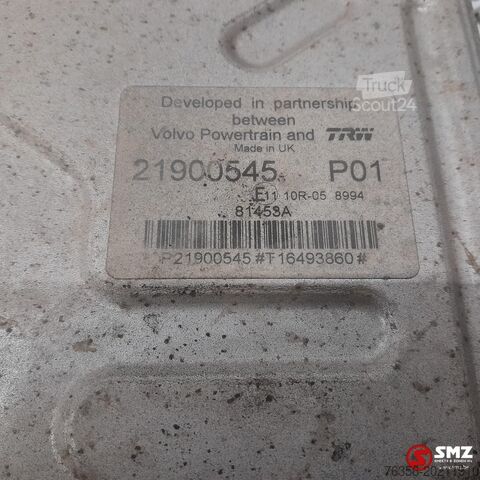 Truck
Scout24
Developed in partnership
between
Volvo Powertrain and TRW
Made in UK
21900545 P01
E11 10R-05 8994
81453A
P21900545#T16493860#
SMZ